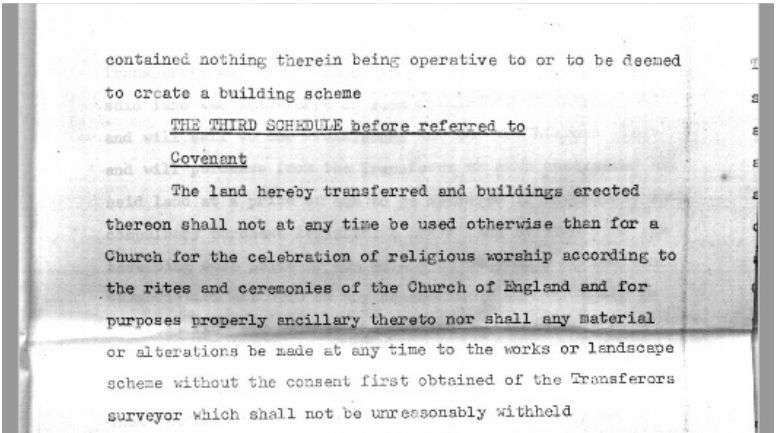 contained nothing therein being operative to or to be deemed
to create a building scheme
THE THIRD SCHEDULE before referred to
Covenant
The land hereby transferred and buildings erected
thereon shall not at any time be used otherwise than for a
Church for the celebration of religious worship according to
the rites and ceremonies of the Church of England and for
purposes properly ancillary thereto nor shall any material
or alterations be made at any time to the works or landscape
scheme without the consent first obtained of the Transferors
surveyor which shall not be unreasonably withheld